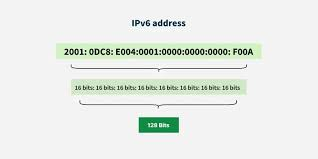 IPv6 address
2001: 0DC8: E004:0001:0000:0000:0000: F00A
16 bits: 16 bits: 16 bits: 16 bits: 16 bits: 16 bits: 16 bits: 16 bits
128 Bits